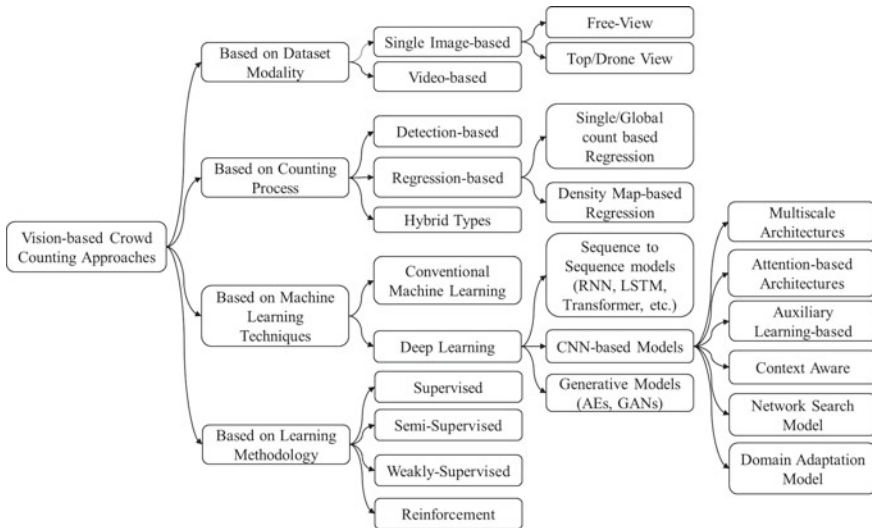 Vision-based Crowd
Counting Approaches
Based on Dataset
Modality
Single Image-based
Video-based
Free-View
Top/Drone View
Based on Counting
Process
Detection-based
Regression-based
Hybrid Types
Single/Global
count based
Regression
Density Map-based
Regression
Based on Machine
Learning
Techniques
Conventional
Machine Learning
Deep Learning
Sequence to
Sequence models
(RNN, LSTM,
Transformer, etc.)
CNN-based Models
Generative Models
(AEs, GANs)
Multiscale
Architectures
Attention-based
Architectures
Auxiliary
Learning-based
Context Aware
Network Search
Model
Domain Adaptation
Model
Based on Learning
Methodology
Supervised
Semi-Supervised
Weakly-Supervised
Reinforcement